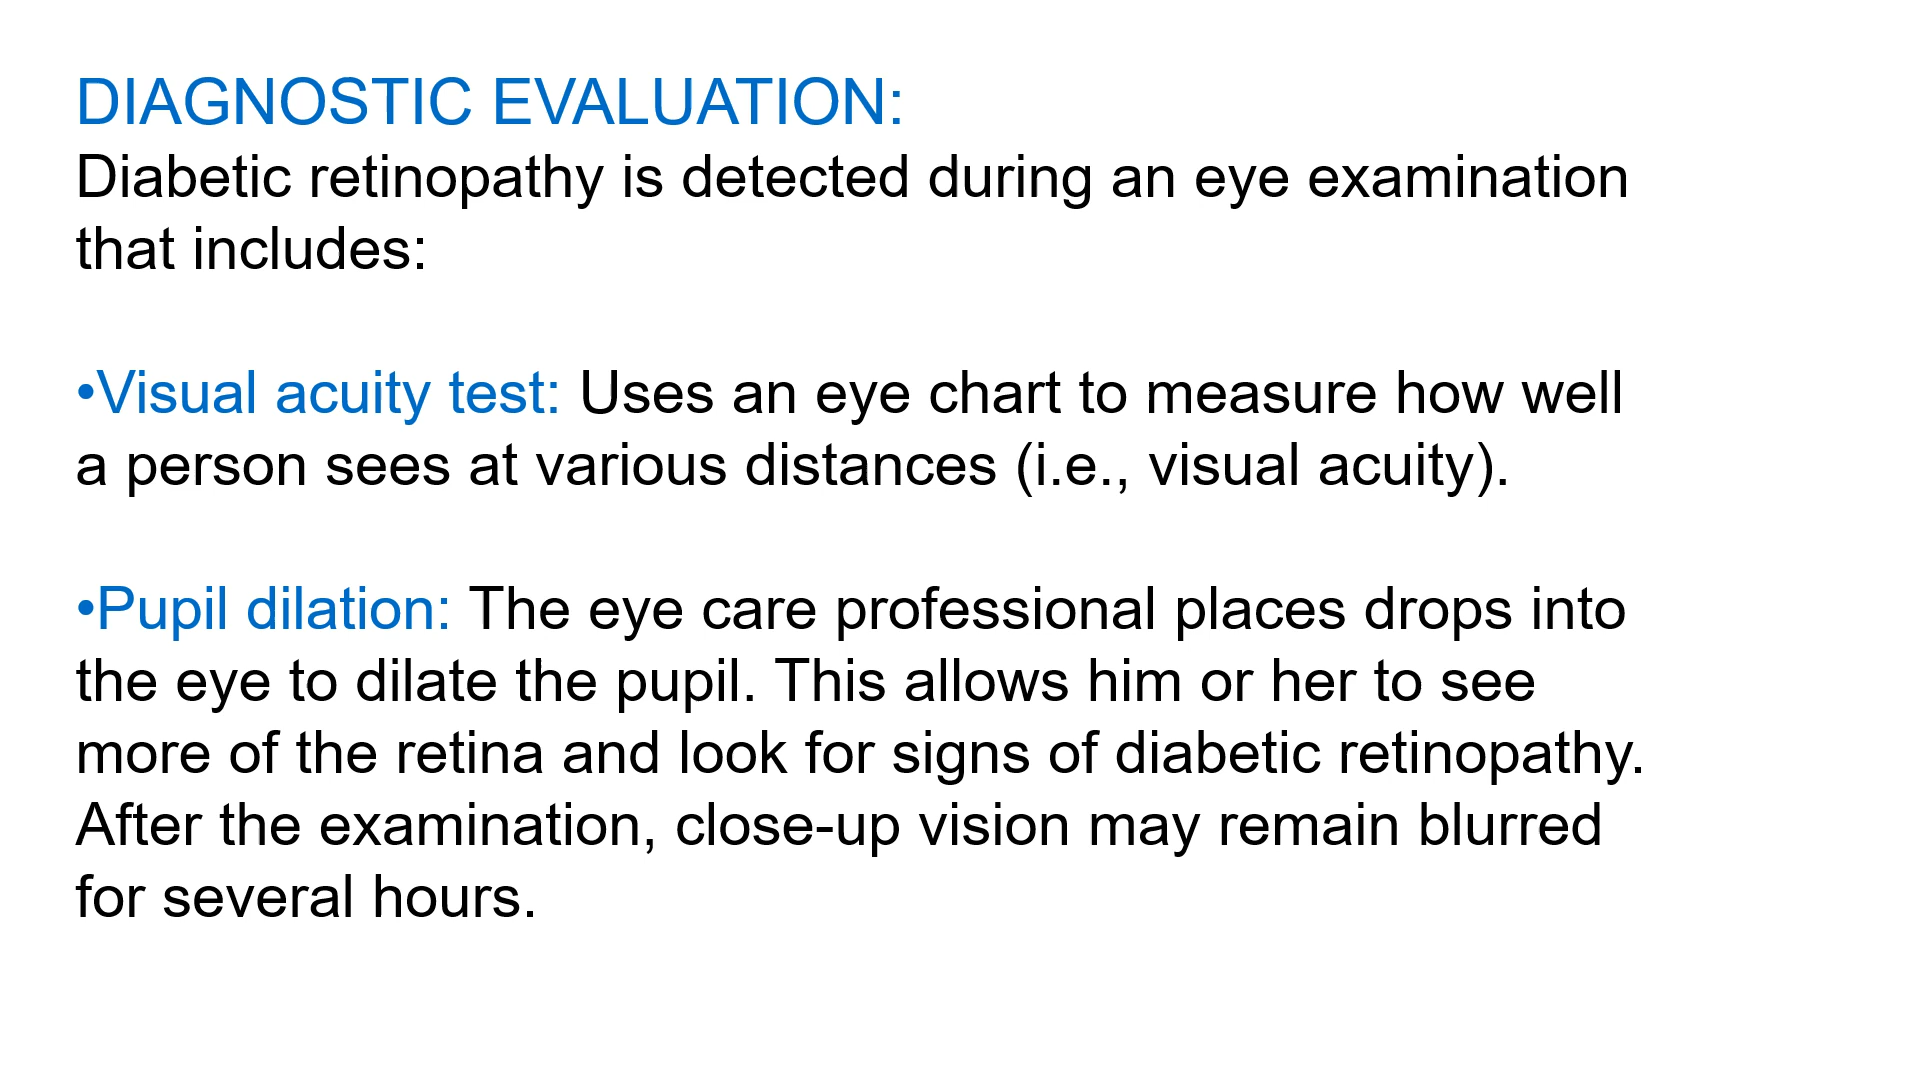 DIAGNOSTIC EVALUATION:
Diabetic retinopathy is detected during an eye examination
that includes:
•Visual acuity test: Uses an eye chart to measure how well
a person sees at various distances (i.e., visual acuity).
•Pupil dilation: The eye care professional places drops into
the eye to dilate the pupil. This allows him or her to see
more of the retina and look for signs of diabetic retinopathy.
After the examination, close-up vision may remain blurred
for several hours.